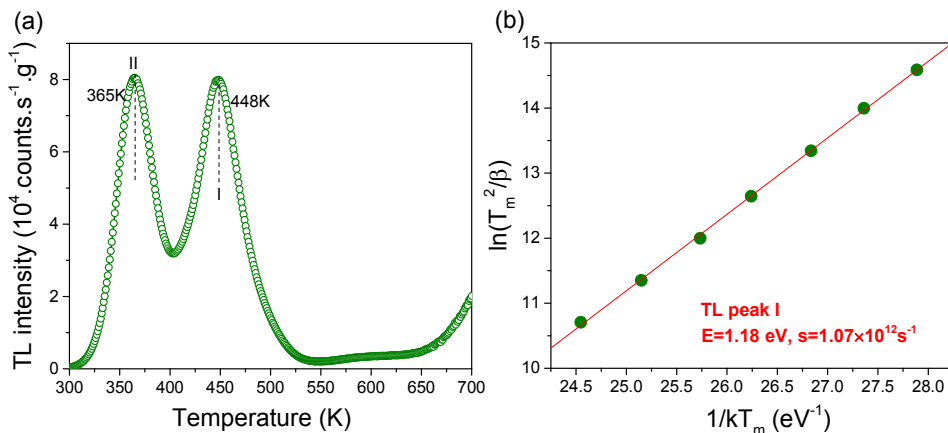 (a)
II
365K
448K
I
TL intensity (10⁴.counts.s⁻¹.g⁻¹)
8
6
4
2
0
300 350 400 450 500 550 600 650 700
Temperature (K)
(b)
ln(Tₘ²/β)
15
14
13
12
11
10
TL peak I
E=1.18 eV, s=1.07×10¹²s⁻¹
24.5 25.0 25.5 26.0 26.5 27.0 27.5 28.0
1/kTₘ (eV⁻¹)